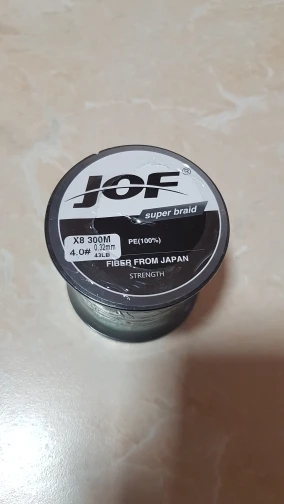 JOF®
super braid
X8 300M
4.0# 0.32mm
43LB
PE(100%)
FIBER FROM JAPAN
STRENGTH